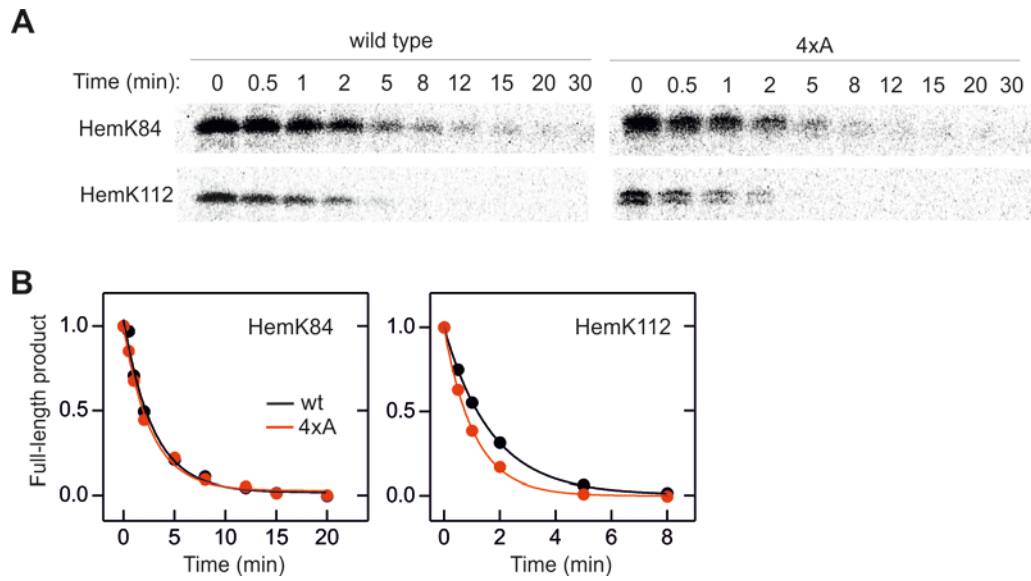 A
wild type
4xA
Time (min): 0 0.5 1 2 5 8 12 15 20 30 0 0.5 1 2 5 8 12 15 20 30
HemK84
HemK112
B
Full-length product
1.0
0.5
0.0
HemK84
wt
4xA
0 5 10 15 20
Time (min)
1.0
0.5
0.0
HemK112
0 2 4 6 8
Time (min)